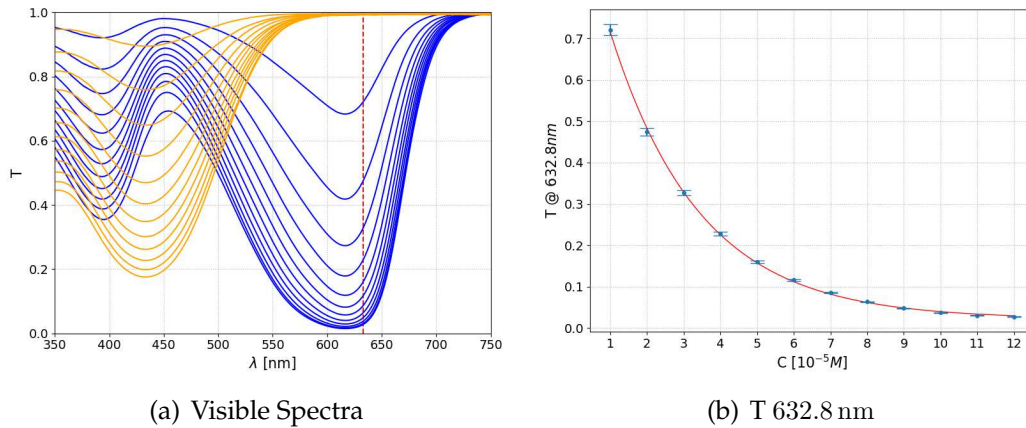 1.0
0.8
0.6
0.4
0.2
0.0
T
350 400 450 500 550 600 650 700 750
λ [nm]
(a) Visible Spectra
0.7
0.6
0.5
0.4
0.3
0.2
0.1
0.0
T @ 632.8nm
1 2 3 4 5 6 7 8 9 10 11 12
C [10⁻⁵M]
(b) T 632.8 nm